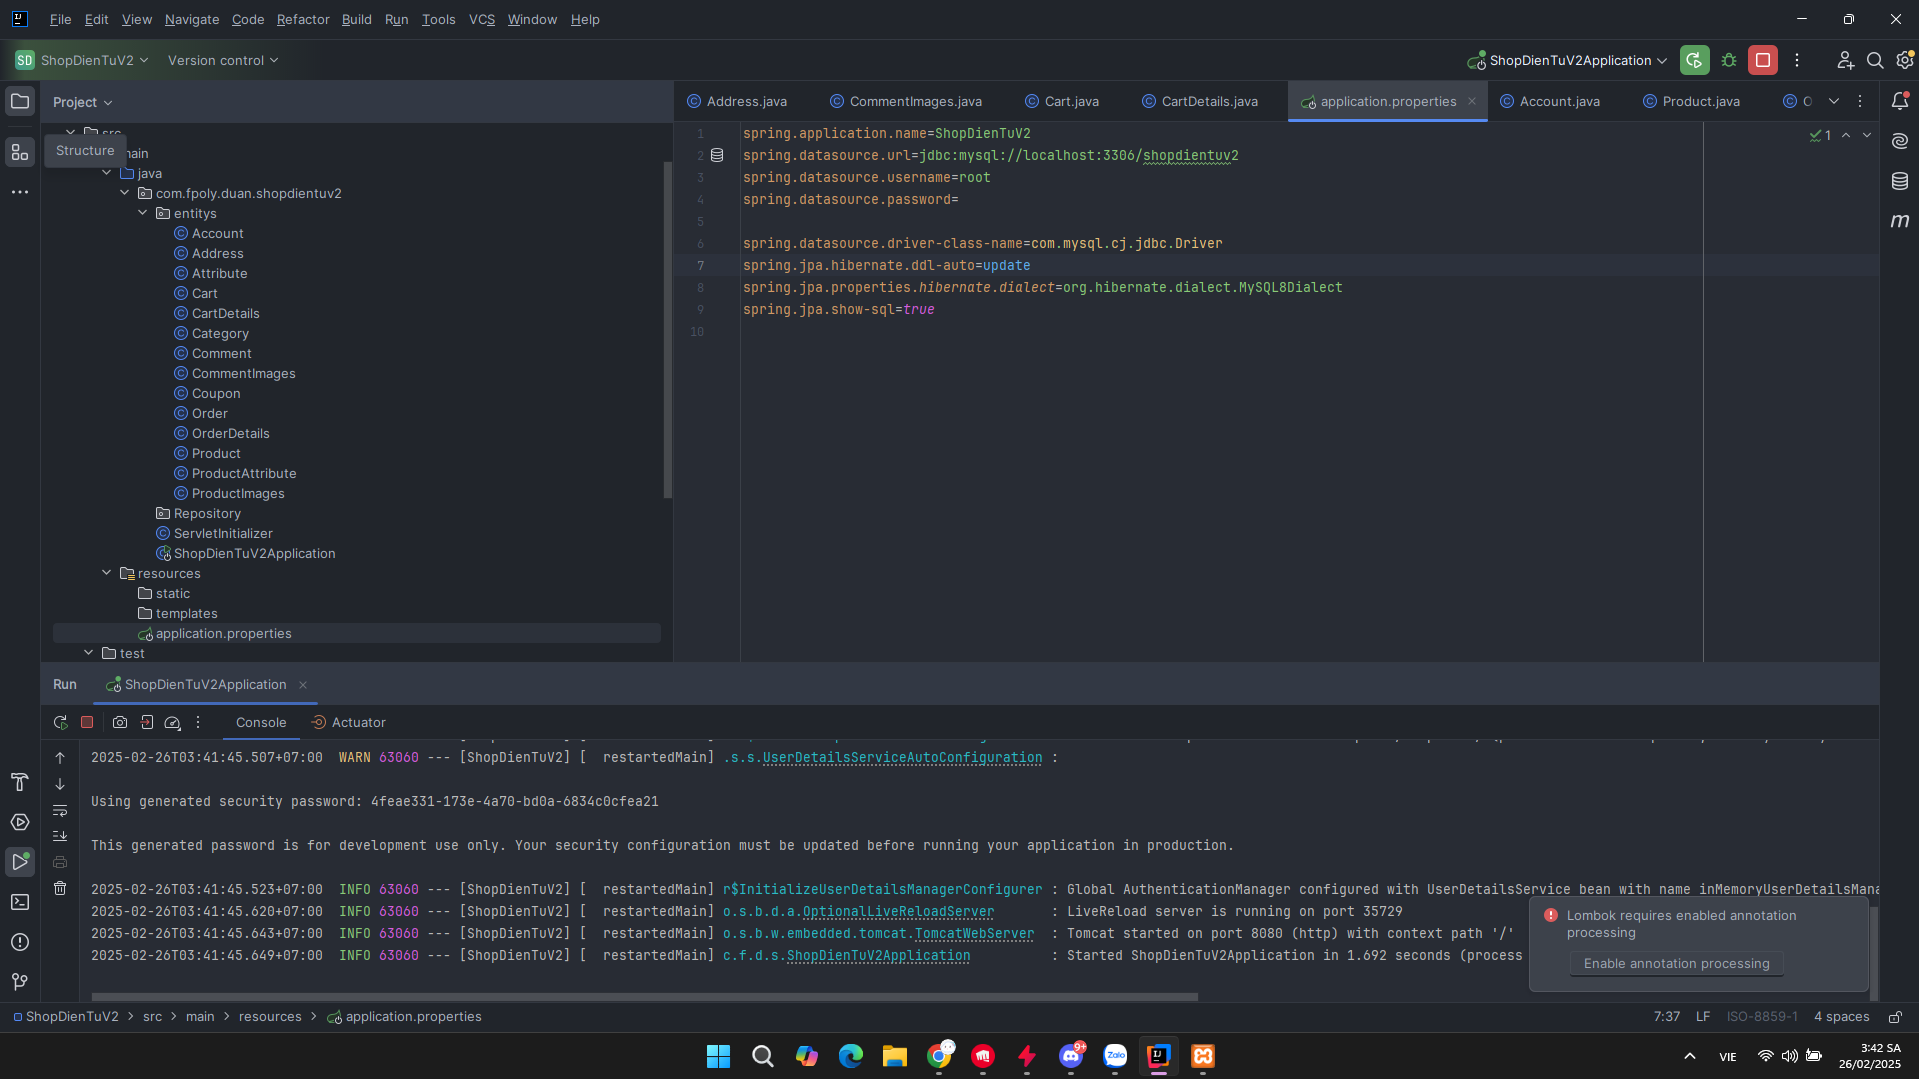 File Edit View Navigate Code Refactor Build Run Tools VCS Window Help
SD ShopDienTuV2 Version control ShopDienTuV2Application
Project
Address.java CommentImages.java Cart.java CartDetails.java application.properties Account.java Product.java
src
Structure
main
java
com.fpoly.duan.shopdientuv2
entitys
Account
Address
Attribute
Cart
CartDetails
Category
Comment
CommentImages
Coupon
Order
OrderDetails
Product
ProductAttribute
ProductImages
Repository
ServletInitializer
ShopDienTuV2Application
resources
static
templates
application.properties
test
1 spring.application.name=ShopDienTuV2
2 spring.datasource.url=jdbc:mysql://localhost:3306/shopdientuv2
3 spring.datasource.username=root
4 spring.datasource.password=
5
6 spring.datasource.driver-class-name=com.mysql.cj.jdbc.Driver
7 spring.jpa.hibernate.ddl-auto=update
8 spring.jpa.properties.hibernate.dialect=org.hibernate.dialect.MySQL8Dialect
9 spring.jpa.show-sql=true
10
1
Run ShopDienTuV2Application
Console Actuator
2025-02-26T03:41:45.507+07:00 WARN 63060 --- [ShopDienTuV2] [ restartedMain] .s.s.UserDetailsServiceAutoConfiguration :
Using generated security password: 4feae331-173e-4a70-bd0a-6834c0cfea21
This generated password is for development use only. Your security configuration must be updated before running your application in production.
2025-02-26T03:41:45.523+07:00 INFO 63060 --- [ShopDienTuV2] [ restartedMain] r$InitializeUserDetailsManagerConfigurer : Global AuthenticationManager configured with UserDetailsService bean with name inMemoryUserDetailsMana
2025-02-26T03:41:45.620+07:00 INFO 63060 --- [ShopDienTuV2] [ restartedMain] o.s.b.d.a.OptionalLiveReloadServer : LiveReload server is running on port 35729
2025-02-26T03:41:45.643+07:00 INFO 63060 --- [ShopDienTuV2] [ restartedMain] o.s.b.w.embedded.tomcat.TomcatWebServer : Tomcat started on port 8080 (http) with context path '/'
2025-02-26T03:41:45.649+07:00 INFO 63060 --- [ShopDienTuV2] [ restartedMain] c.f.d.s.ShopDienTuV2Application : Started ShopDienTuV2Application in 1.692 seconds (process
Lombok requires enabled annotation
processing
Enable annotation processing
ShopDienTuV2 > src > main > resources > application.properties
7:37 LF ISO-8859-1 4 spaces
9+
Zalo
VIE
3:42 SA
26/02/2025